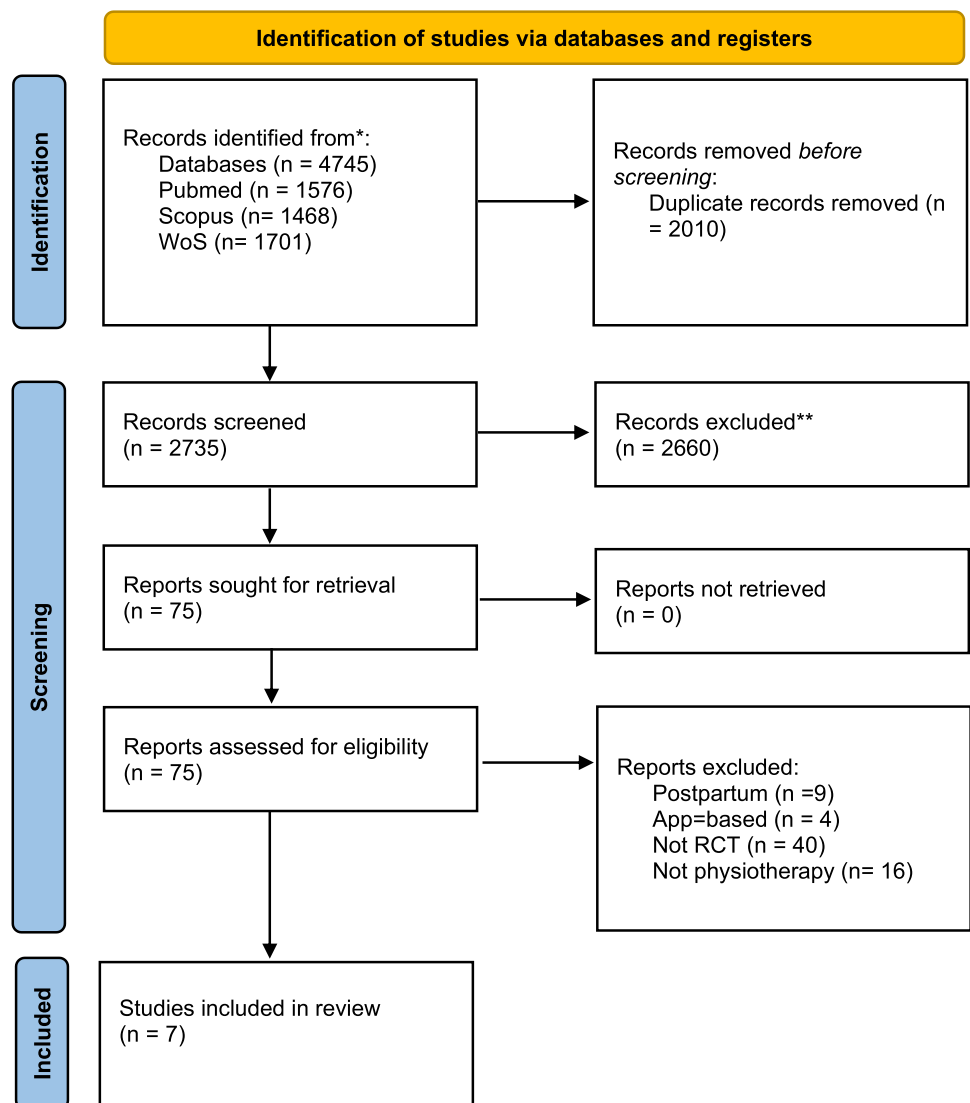 Identification of studies via databases and registers
Identification
Records identified from*:
Databases (n = 4745)
Pubmed (n = 1576)
Scopus (n= 1468)
WoS (n= 1701)
Records removed before
screening:
Duplicate records removed (n
= 2010)
Screening
Records screened
(n = 2735)
Records excluded**
(n = 2660)
Reports sought for retrieval
(n = 75)
Reports not retrieved
(n = 0)
Reports assessed for eligibility
(n = 75)
Reports excluded:
Postpartum (n =9)
App=based (n = 4)
Not RCT (n = 40)
Not physiotherapy (n= 16)
Included
Studies included in review
(n = 7)